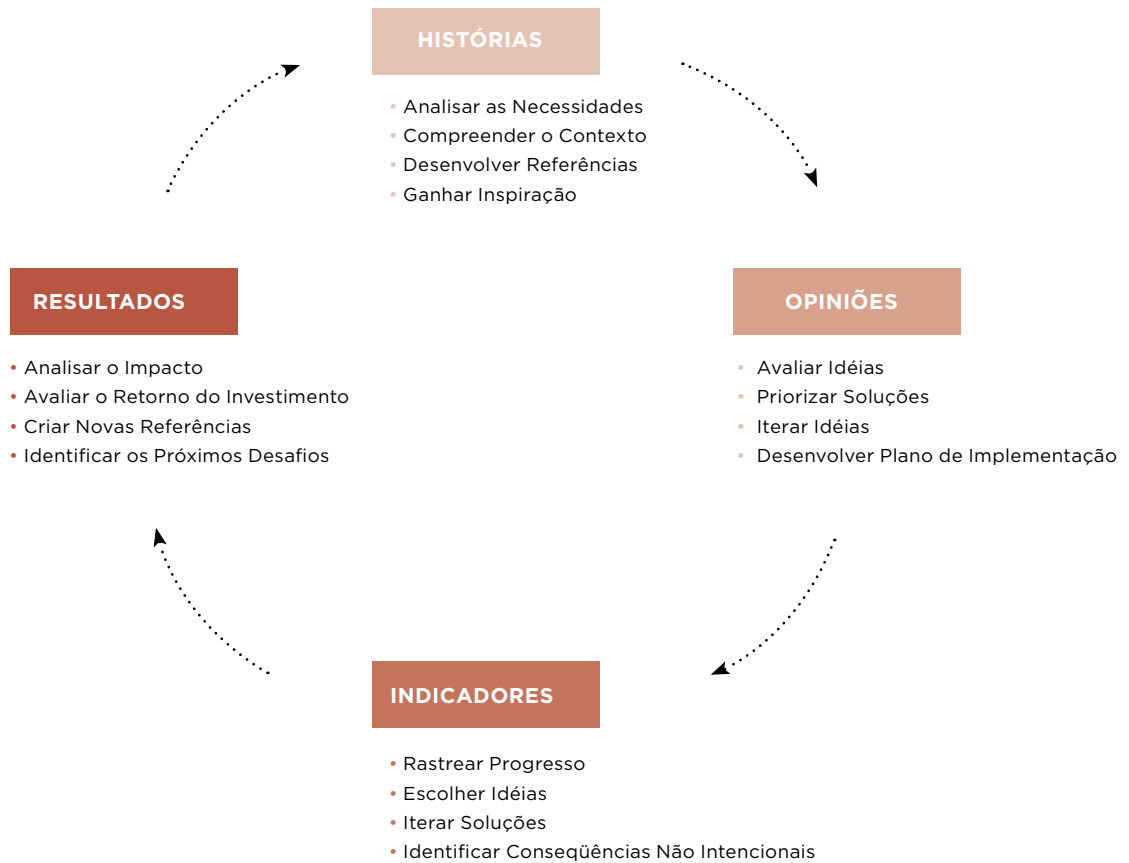 HISTÓRIAS
• Analisar as Necessidades
• Compreender o Contexto
• Desenvolver Referências
• Ganhar Inspiração
OPINIÕES
• Avaliar Idéias
• Priorizar Soluções
• Iterar Idéias
• Desenvolver Plano de Implementação
INDICADORES
• Rastrear Progresso
• Escolher Idéias
• Iterar Soluções
• Identificar Conseqüências Não Intencionais
RESULTADOS
• Analisar o Impacto
• Avaliar o Retorno do Investimento
• Criar Novas Referências
• Identificar os Próximos Desafios